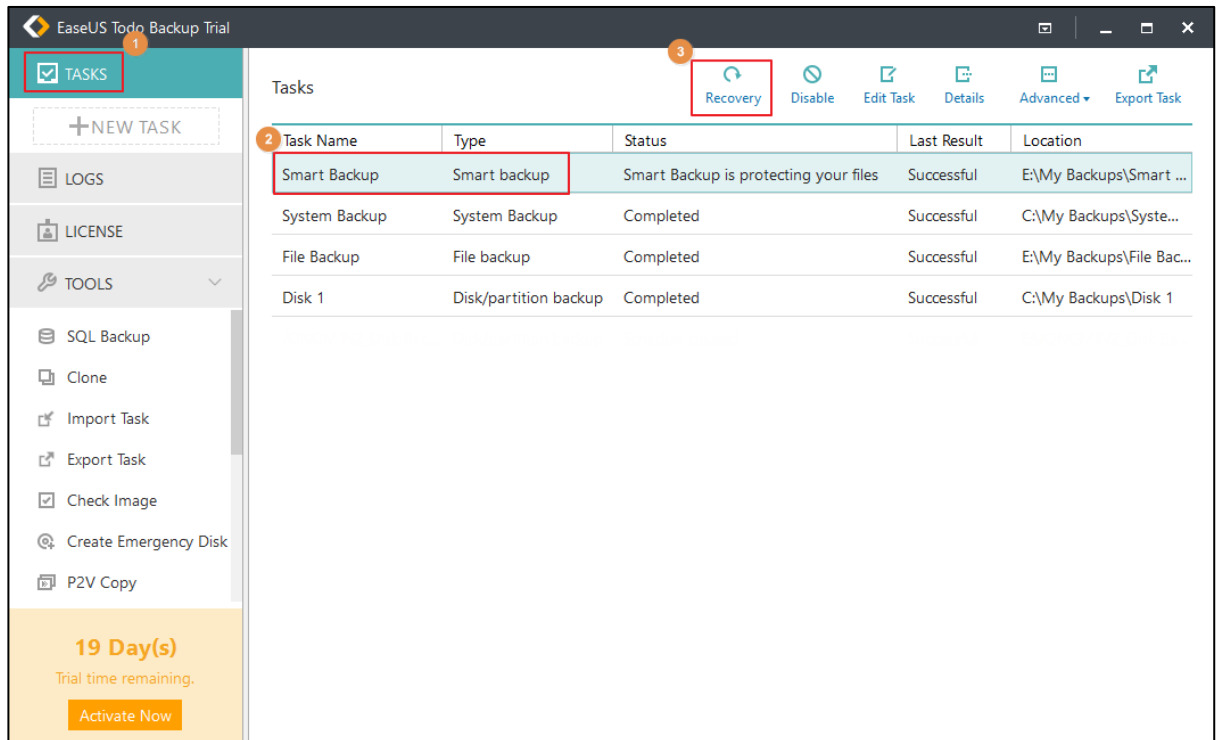 EaseUS Todo Backup Trial
1
TASKS
NEW TASK
LOGS
LICENSE
TOOLS
SQL Backup
Clone
Import Task
Export Task
Check Image
Create Emergency Disk
P2V Copy
19 Day(s)
Trial time remaining.
Activate Now
Tasks
3
Recovery Disable Edit Task Details Advanced Export Task
2
Task Name Type Status Last Result Location
Smart Backup Smart backup Smart Backup is protecting your files Successful E:\My Backups\Smart ...
System Backup System Backup Completed Successful C:\My Backups\Syste...
File Backup File backup Completed Successful E:\My Backups\File Bac...
Disk 1 Disk/partition backup Completed Successful C:\My Backups\Disk 1